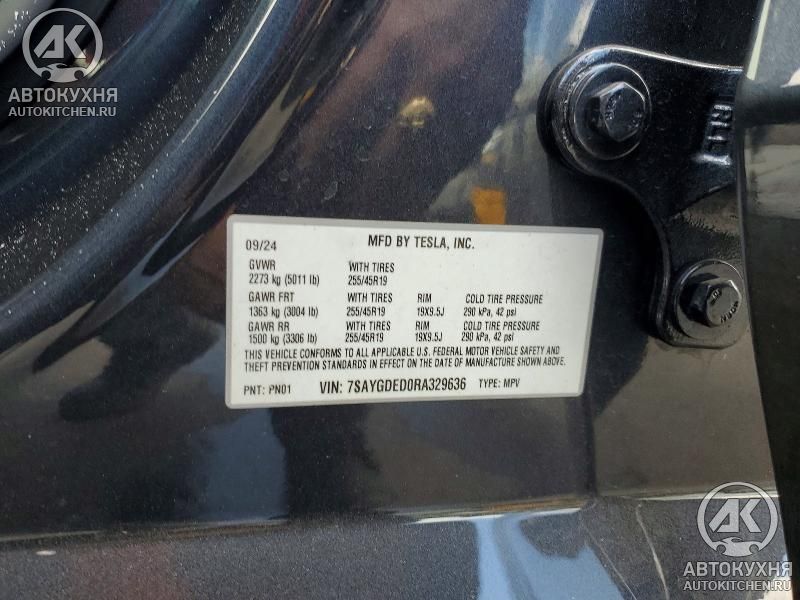 АК
АВТОКУХНЯ
AUTOKITCHEN.RU
09/24 MFD BY TESLA, INC.
GVWR WITH TIRES
2273 kg (5011 lb) 255/45R19
GAWR FRT WITH TIRES RIM COLD TIRE PRESSURE
1363 kg (3004 lb) 255/45R19 19X9.5J 290 kPa, 42 psi
GAWR RR WITH TIRES RIM COLD TIRE PRESSURE
1500 kg (3306 lb) 255/45R19 19X9.5J 290 kPa, 42 psi
THIS VEHICLE CONFORMS TO ALL APPLICABLE U.S. FEDERAL MOTOR VEHICLE SAFETY AND
THEFT PREVENTION STANDARDS IN EFFECT ON THE DATE OF MANUFACTURE SHOWN ABOVE.
PNT: PN01 VIN: 7SAYGDED0RA329636 TYPE: MPV
АК
АВТОКУХНЯ
AUTOKITCHEN.RU